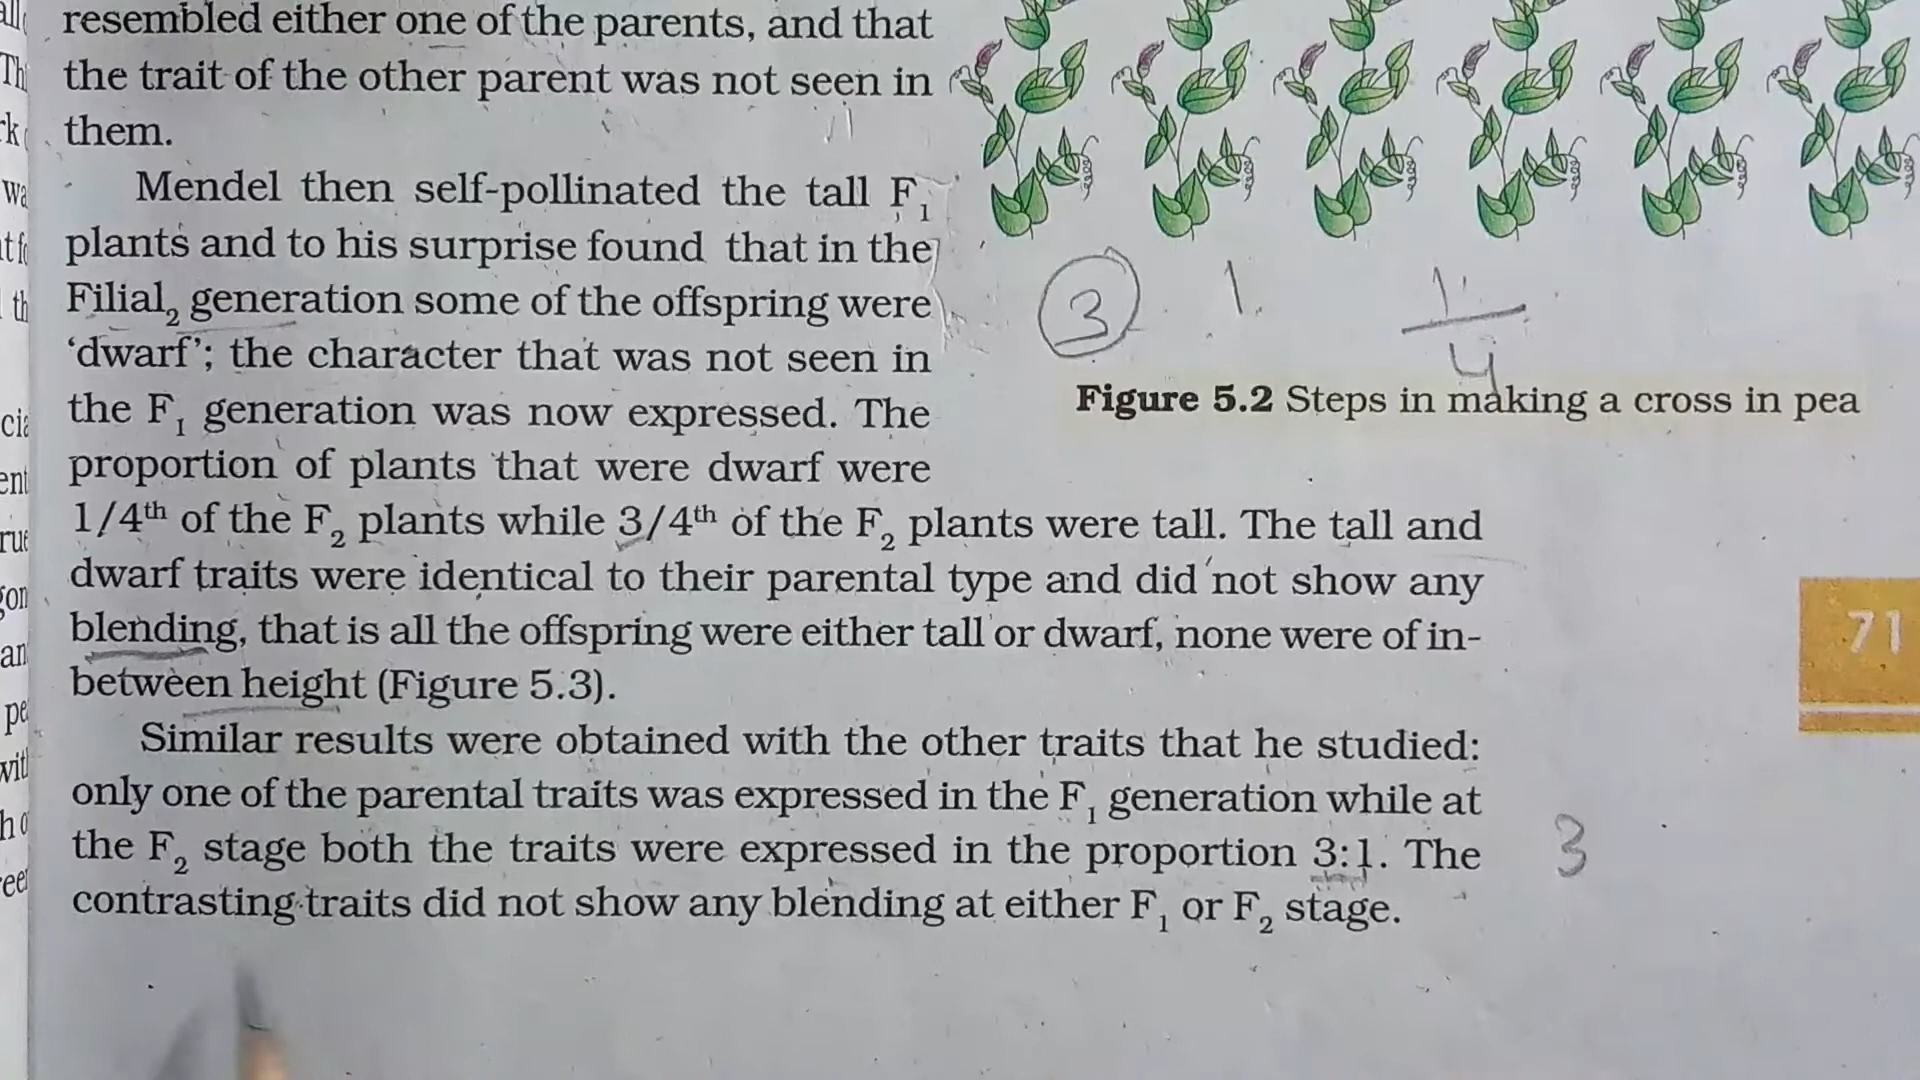 resembled either one of the parents, and that
the trait of the other parent was not seen in
them.
Mendel then self-pollinated the tall F1
plants and to his surprise found that in the
Filial2 generation some of the offspring were
‘dwarf’; the character that was not seen in
the F1 generation was now expressed. The
proportion of plants that were dwarf were
1/4th of the F2 plants while 3/4th of the F2 plants were tall. The tall and
dwarf traits were identical to their parental type and did not show any
blending, that is all the offspring were either tall or dwarf, none were of in-
between height (Figure 5.3).
Similar results were obtained with the other traits that he studied:
only one of the parental traits was expressed in the F1 generation while at
the F2 stage both the traits were expressed in the proportion 3:1. The
contrasting traits did not show any blending at either F1 or F2 stage.
3 1 1/4
Figure 5.2 Steps in making a cross in pea
71
3